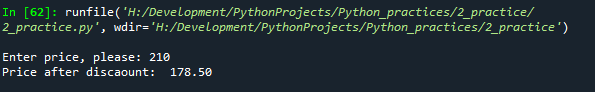 In [62]: runfile('H:/Development/PythonProjects/Python_practices/2_practice/
2_practice.py', wdir='H:/Development/PythonProjects/Python_practices/2_practice')
Enter price, please: 210
Price after discaount:  178.50